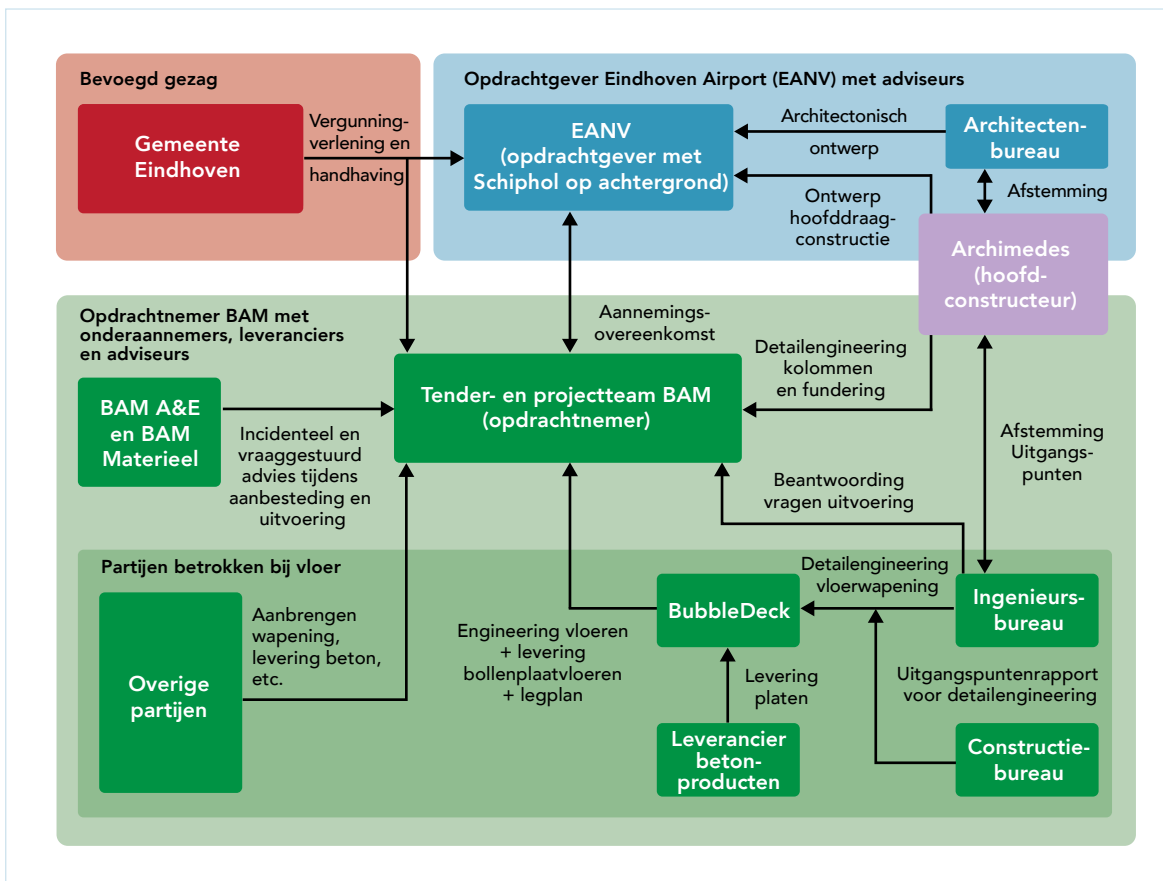 Bevoegd gezag
Gemeente
Eindhoven
Vergunning-
verlening en
handhaving
Opdrachtgever Eindhoven Airport (EANV) met adviseurs
EANV
(opdrachtgever met
Schiphol op achtergrond)
Architectonisch
ontwerp
Architecten-
bureau
Ontwerp
hoofddraag-
constructie
Afstemming
Archimedes
(hoofd-
constructeur)
Opdrachtnemer BAM met
onderaannemers, leveranciers
en adviseurs
Aannemings-
overeenkomst
Detailengineering
kolommen
en fundering
BAM A&E
en BAM
Materieel
Tender- en projectteam BAM
(opdrachtnemer)
Incidenteel en
vraaggestuurd
advies tijdens
aanbesteding en
uitvoering
Afstemming
Uitgangs-
punten
Beantwoording
vragen uitvoering
Partijen betrokken bij vloer
Overige
partijen
Aanbrengen
wapening,
levering beton,
etc.
Engineering vloeren
+ levering
bollenplaatvloeren
+ legplan
BubbleDeck
Detailengineering
vloerwapening
Ingenieurs-
bureau
Levering
platen
Uitgangspuntenrapport
voor detailengineering
Leverancier
beton-
producten
Constructie-
bureau